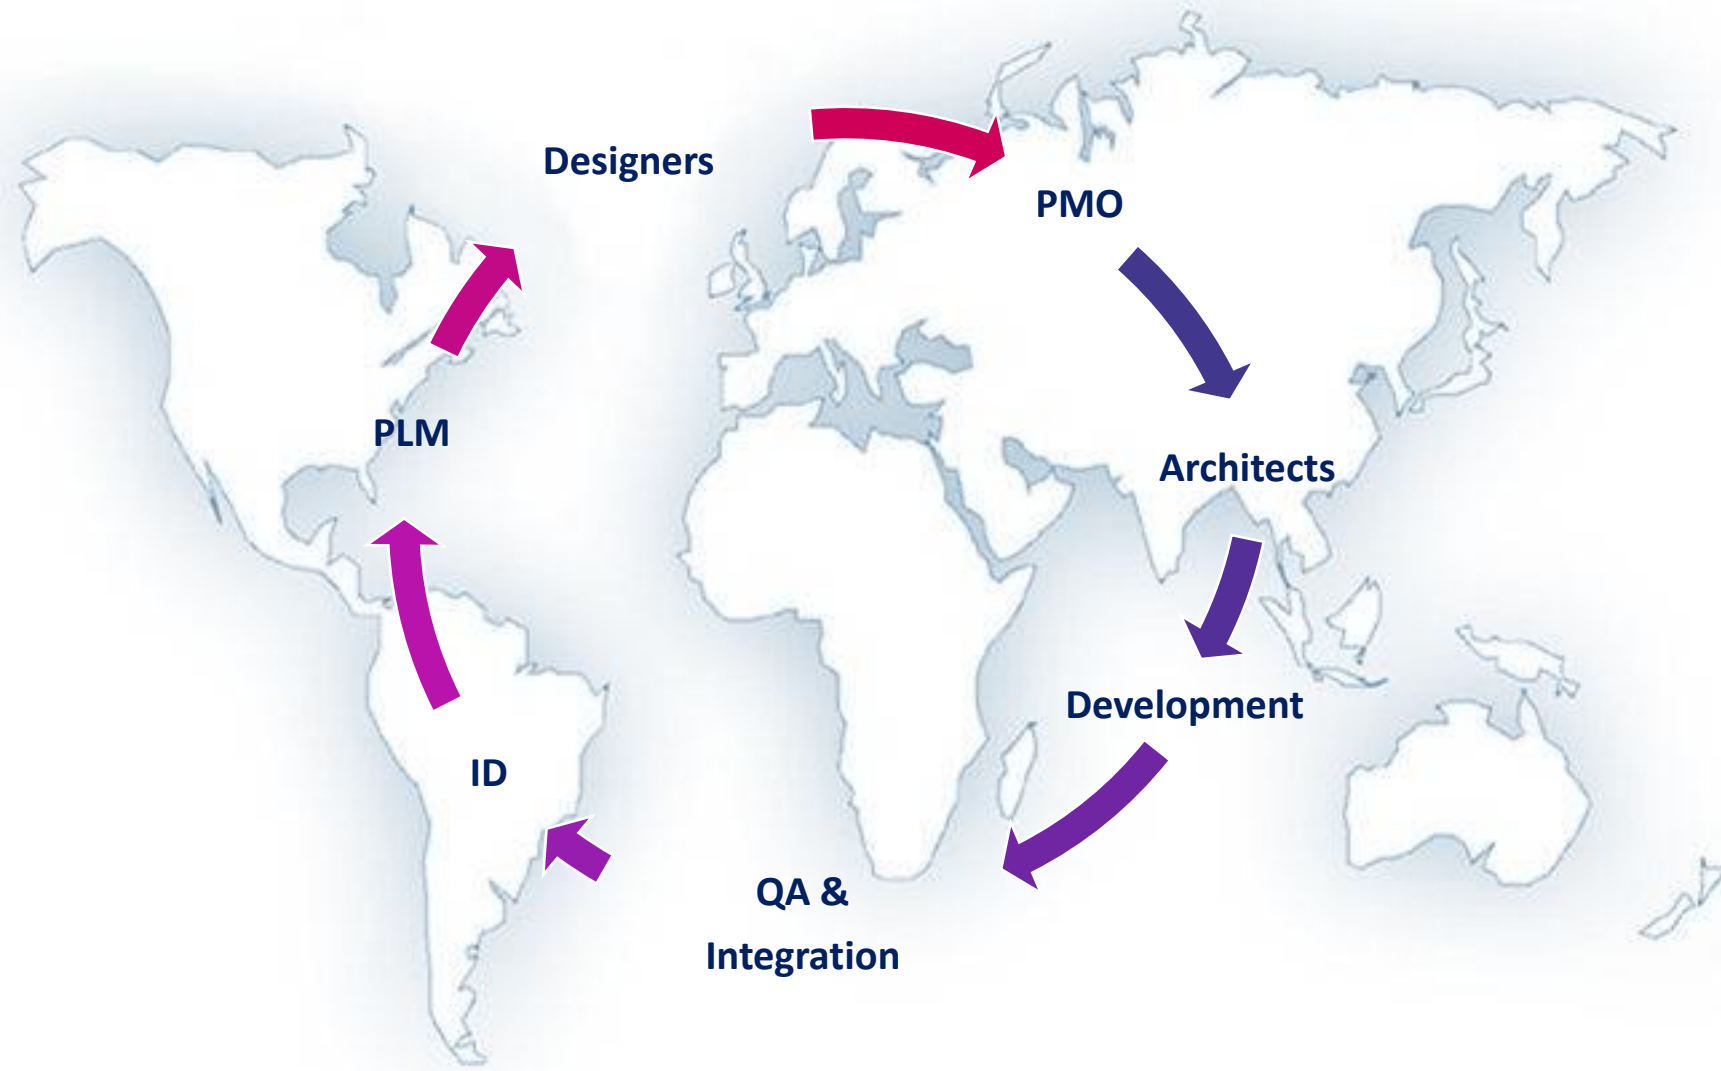 Designers
PMO
PLM
Architects
Development
ID
QA &
Integration